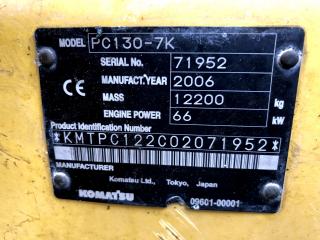 MODEL PC130-7K
SERIAL No. 71952
MANUFACT.YEAR 2006
MASS 12200 kg
ENGINE POWER 66 kW
Product Identification Number
*KMTPC122C02071952*
MANUFACTURER
Komatsu Ltd., Tokyo, Japan
KOMATSU 09601-00001
CE